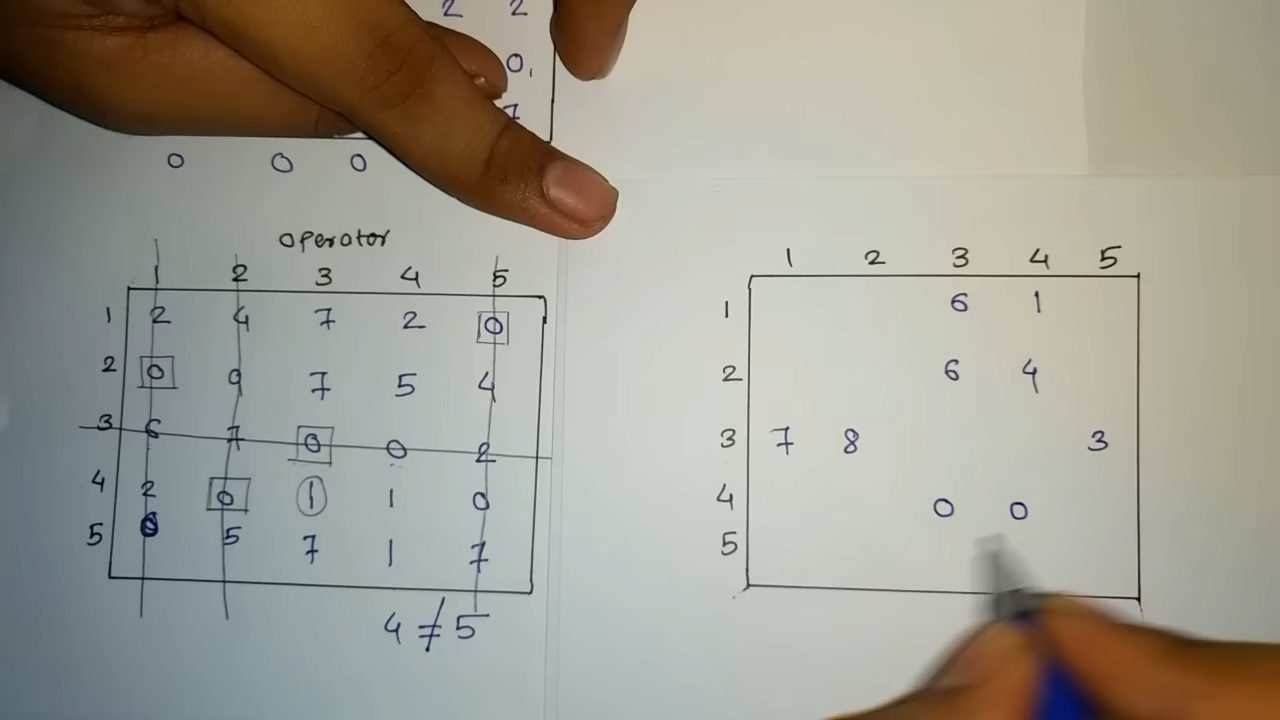 2 2
0
7
0 0 0
operator
1 2 3 4 5
1 2 4 7 2 0
2 0 9 7 5 4
3 6 7 0 0 2
4 2 0 1 1 0
5 0 5 7 1 7
4 ≠ 5
1 2 3 4 5
1 6 1
2 6 4
3 7 8 3
4 0 0
5